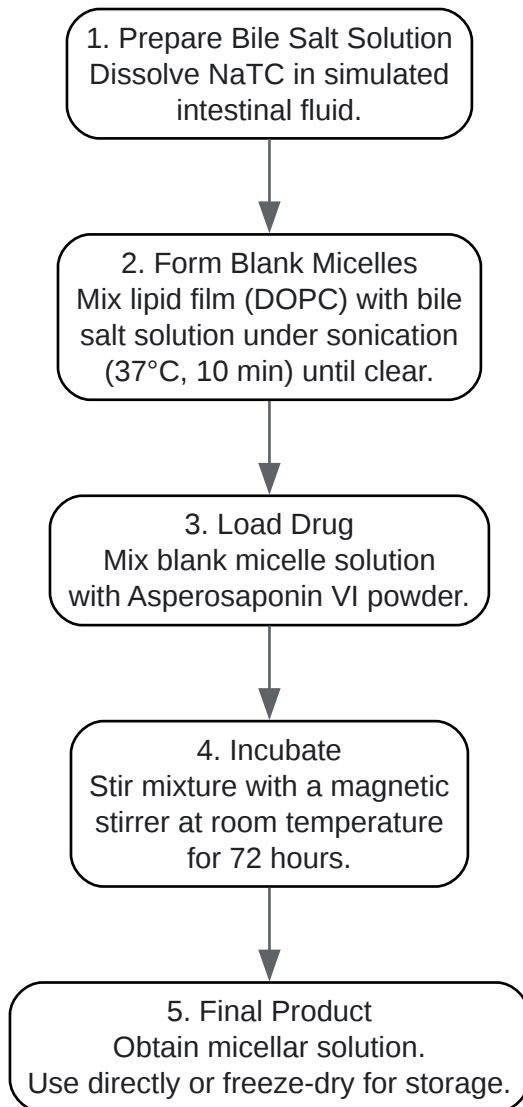 1. Prepare Bile Salt Solution
Dissolve NaTC in simulated
intestinal fluid.
2. Form Blank Micelles
Mix lipid film (DOPC) with bile
salt solution under sonication
(37°C, 10 min) until clear.
3. Load Drug
Mix blank micelle solution
with Asperosaponin VI powder.
4. Incubate
Stir mixture with a magnetic
stirrer at room temperature
for 72 hours.
5. Final Product
Obtain micellar solution.
Use directly or freeze-dry for storage.